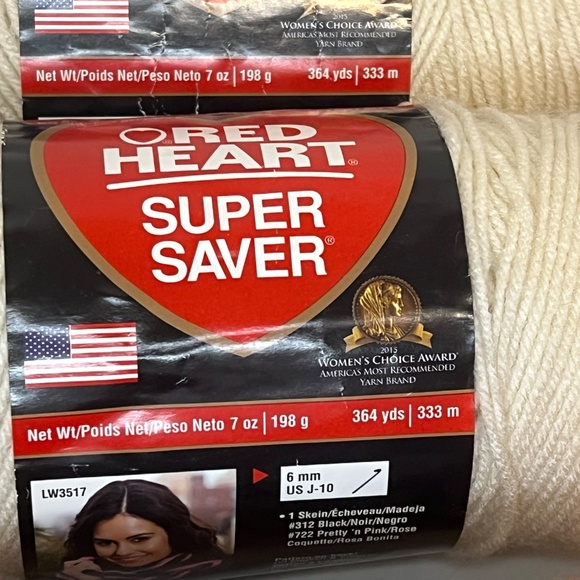 2015
WOMEN'S CHOICE AWARD
AMERICA'S MOST RECOMMENDED
YARN BRAND
Net Wt/Poids Net/Peso Neto 7 oz | 198 g 364 yds | 333 m
RED
HEART®
SUPER
SAVER®
2015
WOMEN'S CHOICE AWARD
AMERICA'S MOST RECOMMENDED
YARN BRAND
Net Wt/Poids Net/Peso Neto 7 oz | 198 g 364 yds | 333 m
LW3517
6 mm
US J-10
• 1 Skein/Écheveau/Madeja
#312 Black/Noir/Negro
#722 Pretty 'n Pink/Rose
Coquette/Rosa Bonita